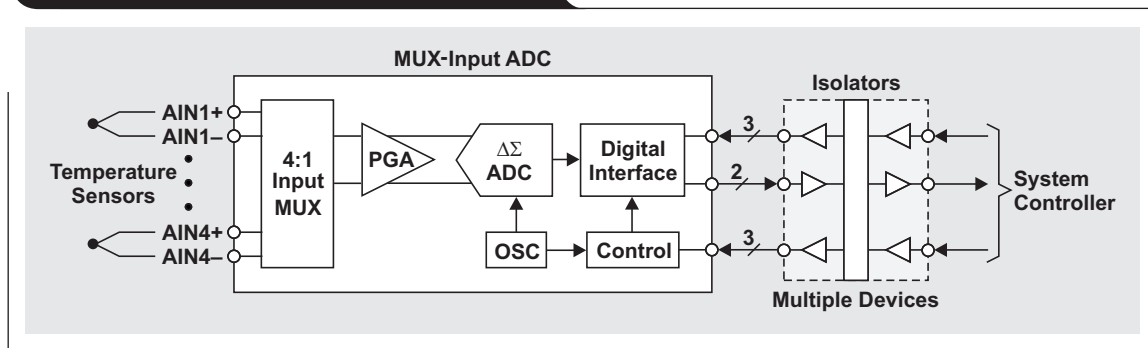 MUX-Input ADC
Isolators
AIN1+
AIN1–
Temperature
Sensors
AIN4+
AIN4–
4:1
Input
MUX
PGA
ΔΣ
ADC
Digital
Interface
OSC
Control
3
2
3
System
Controller
Multiple Devices